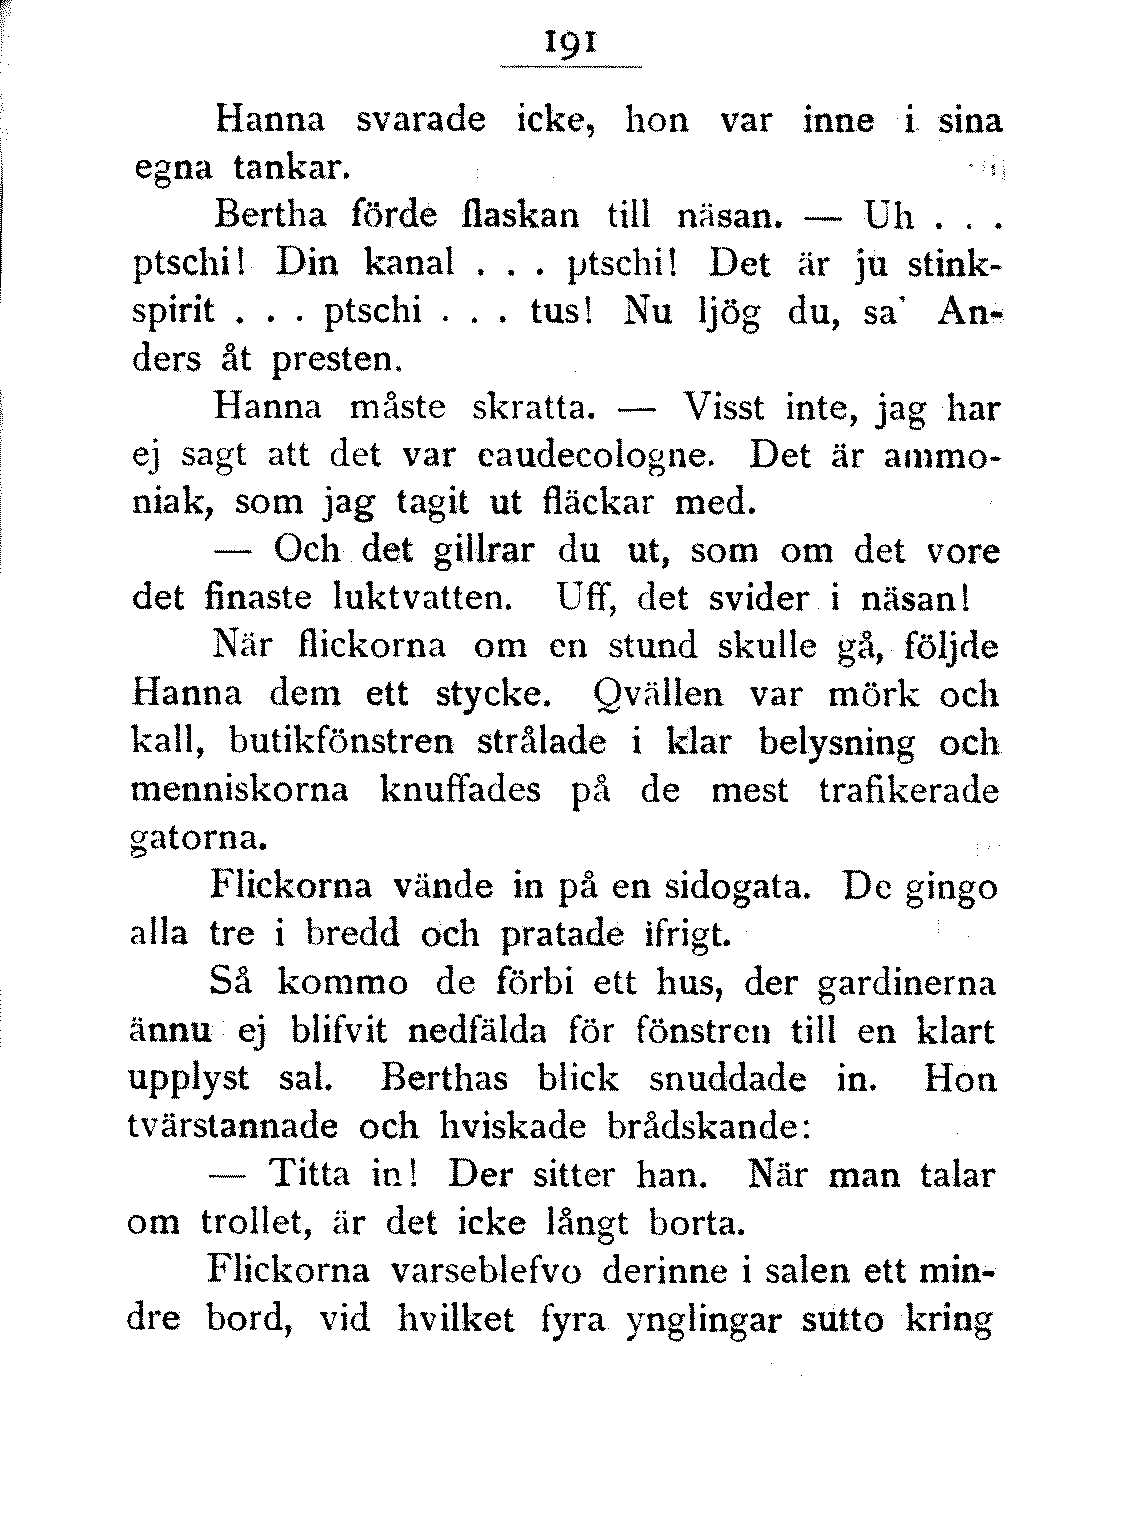 191
Hanna svarade icke, hon var inne i sina
egna tankar.
Bertha förde flaskan till näsan. — Uh . . .
ptschi! Din kanal . . . ptschi! Det är ju stink-
spirit . . . ptschi . . . tus! Nu ljög du, sa' An-
ders åt presten.
Hanna måste skratta. — Visst inte, jag har
ej sagt att det var eaudecologne. Det är ammo-
niak, som jag tagit ut fläckar med.
— Och det gillrar du ut, som om det vore
det finaste luktvatten. Uff, det svider i näsan!
När flickorna om en stund skulle gå, följde
Hanna dem ett stycke. Qvällen var mörk och
kall, butikfönstren strålade i klar belysning och
menniskorna knuffades på de mest trafikerade
gatorna.
Flickorna vände in på en sidogata. De gingo
alla tre i bredd och pratade ifrigt.
Så kommo de förbi ett hus, der gardinerna
ännu ej blifvit nedfälda för fönstren till en klart
upplyst sal. Berthas blick snuddade in. Hon
tvärstannade och hviskade brådskande:
— Titta in! Der sitter han. När man talar
om trollet, är det icke långt borta.
Flickorna varseblefvo derinne i salen ett min-
dre bord, vid hvilket fyra ynglingar sutto kring